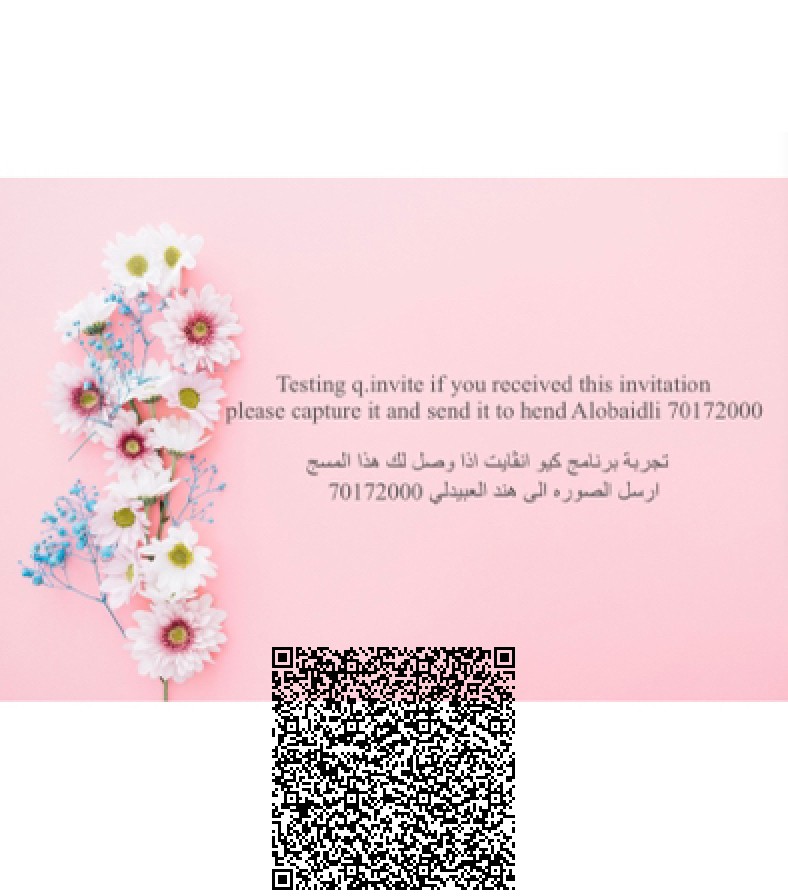 Testing q.invite if you received this invitation
please capture it and send it to hend Alobaidli 70172000
تجربة برنامج كيو انڤايت اذا وصل لك هذا المسج
ارسل الصوره الى هند العبيدلي 70172000